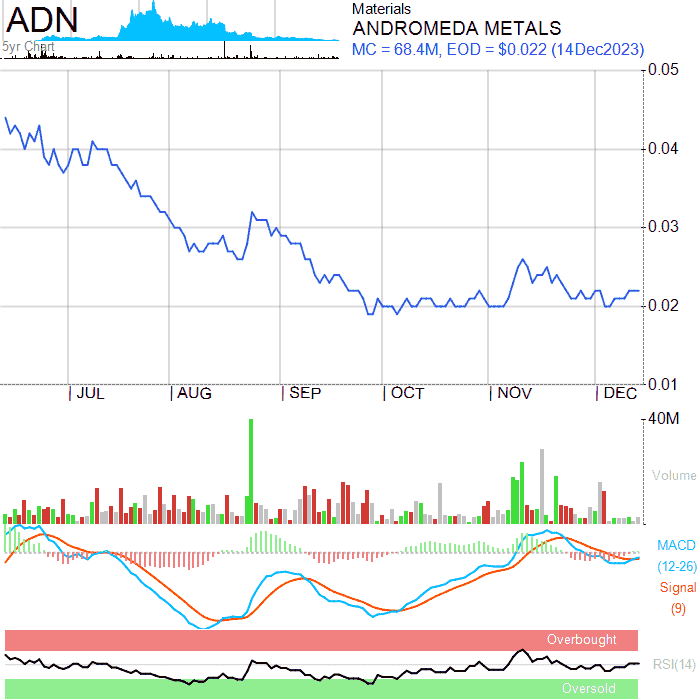 ADN
5yr Chart
Materials
ANDROMEDA METALS
MC = 68.4M, EOD = $0.022 (14Dec2023)
0.05
0.04
0.03
0.02
0.01
JUL AUG SEP OCT NOV DEC
40M
Volume
MACD
(12-26)
Signal
(9)
Overbought
RSI(14)
Oversold